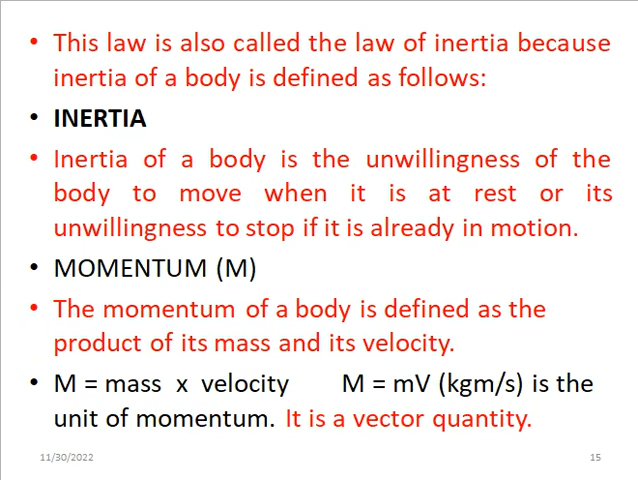 • This law is also called the law of inertia because
inertia of a body is defined as follows:
• INERTIA
• Inertia of a body is the unwillingness of the
body to move when it is at rest or its
unwillingness to stop if it is already in motion.
• MOMENTUM (M)
• The momentum of a body is defined as the
product of its mass and its velocity.
• M = mass x velocity M = mV (kgm/s) is the
unit of momentum. It is a vector quantity.
11/30/2022 15